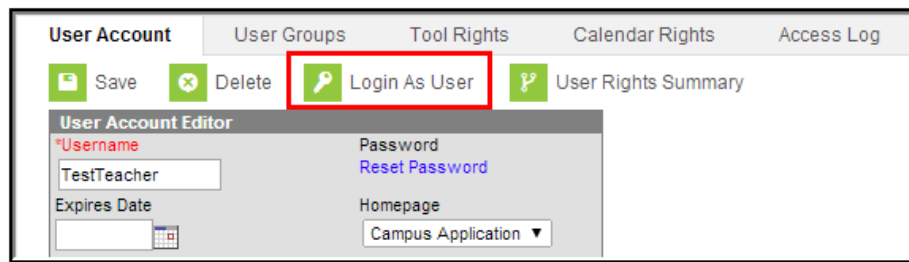 User Account User Groups Tool Rights Calendar Rights Access Log
Save Delete Login As User User Rights Summary
User Account Editor
*Username Password
TestTeacher Reset Password
Expires Date Homepage
Campus Application